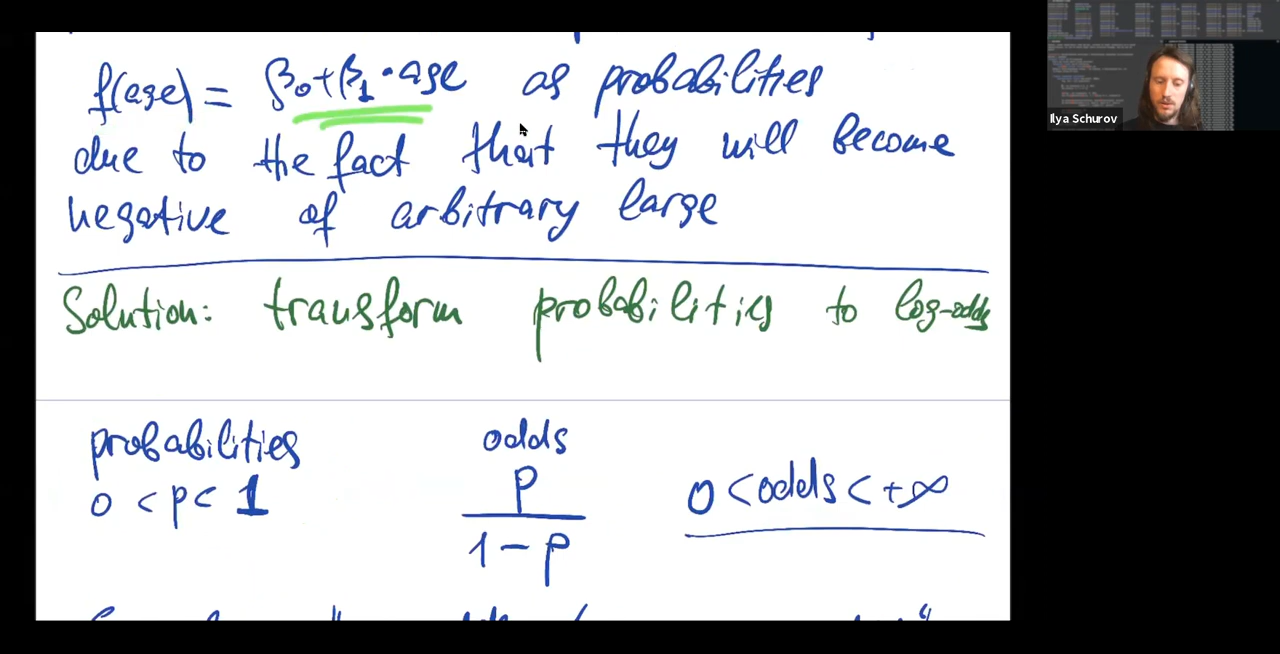 f(age) = β₀+β₁·age as probabilities
due to the fact that they will become
negative of arbitrary large
Solution: transform probabilities to log-odds
probabilities odds
0 < p < 1 p / 1 - p 0 < odds < +∞
Ilya Schurov